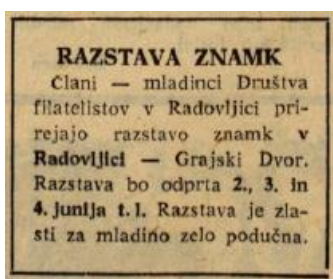 RAZSTAVA ZNAMK
Člani — mladinci Društva
filatelistov v Radovljici pri-
rejajo razstavo znamk v
Radovljici — Grajski Dvor.
Razstava bo odprta 2., 3. in
4. junija t. l. Razstava je zla-
sti za mladino zelo podučna.